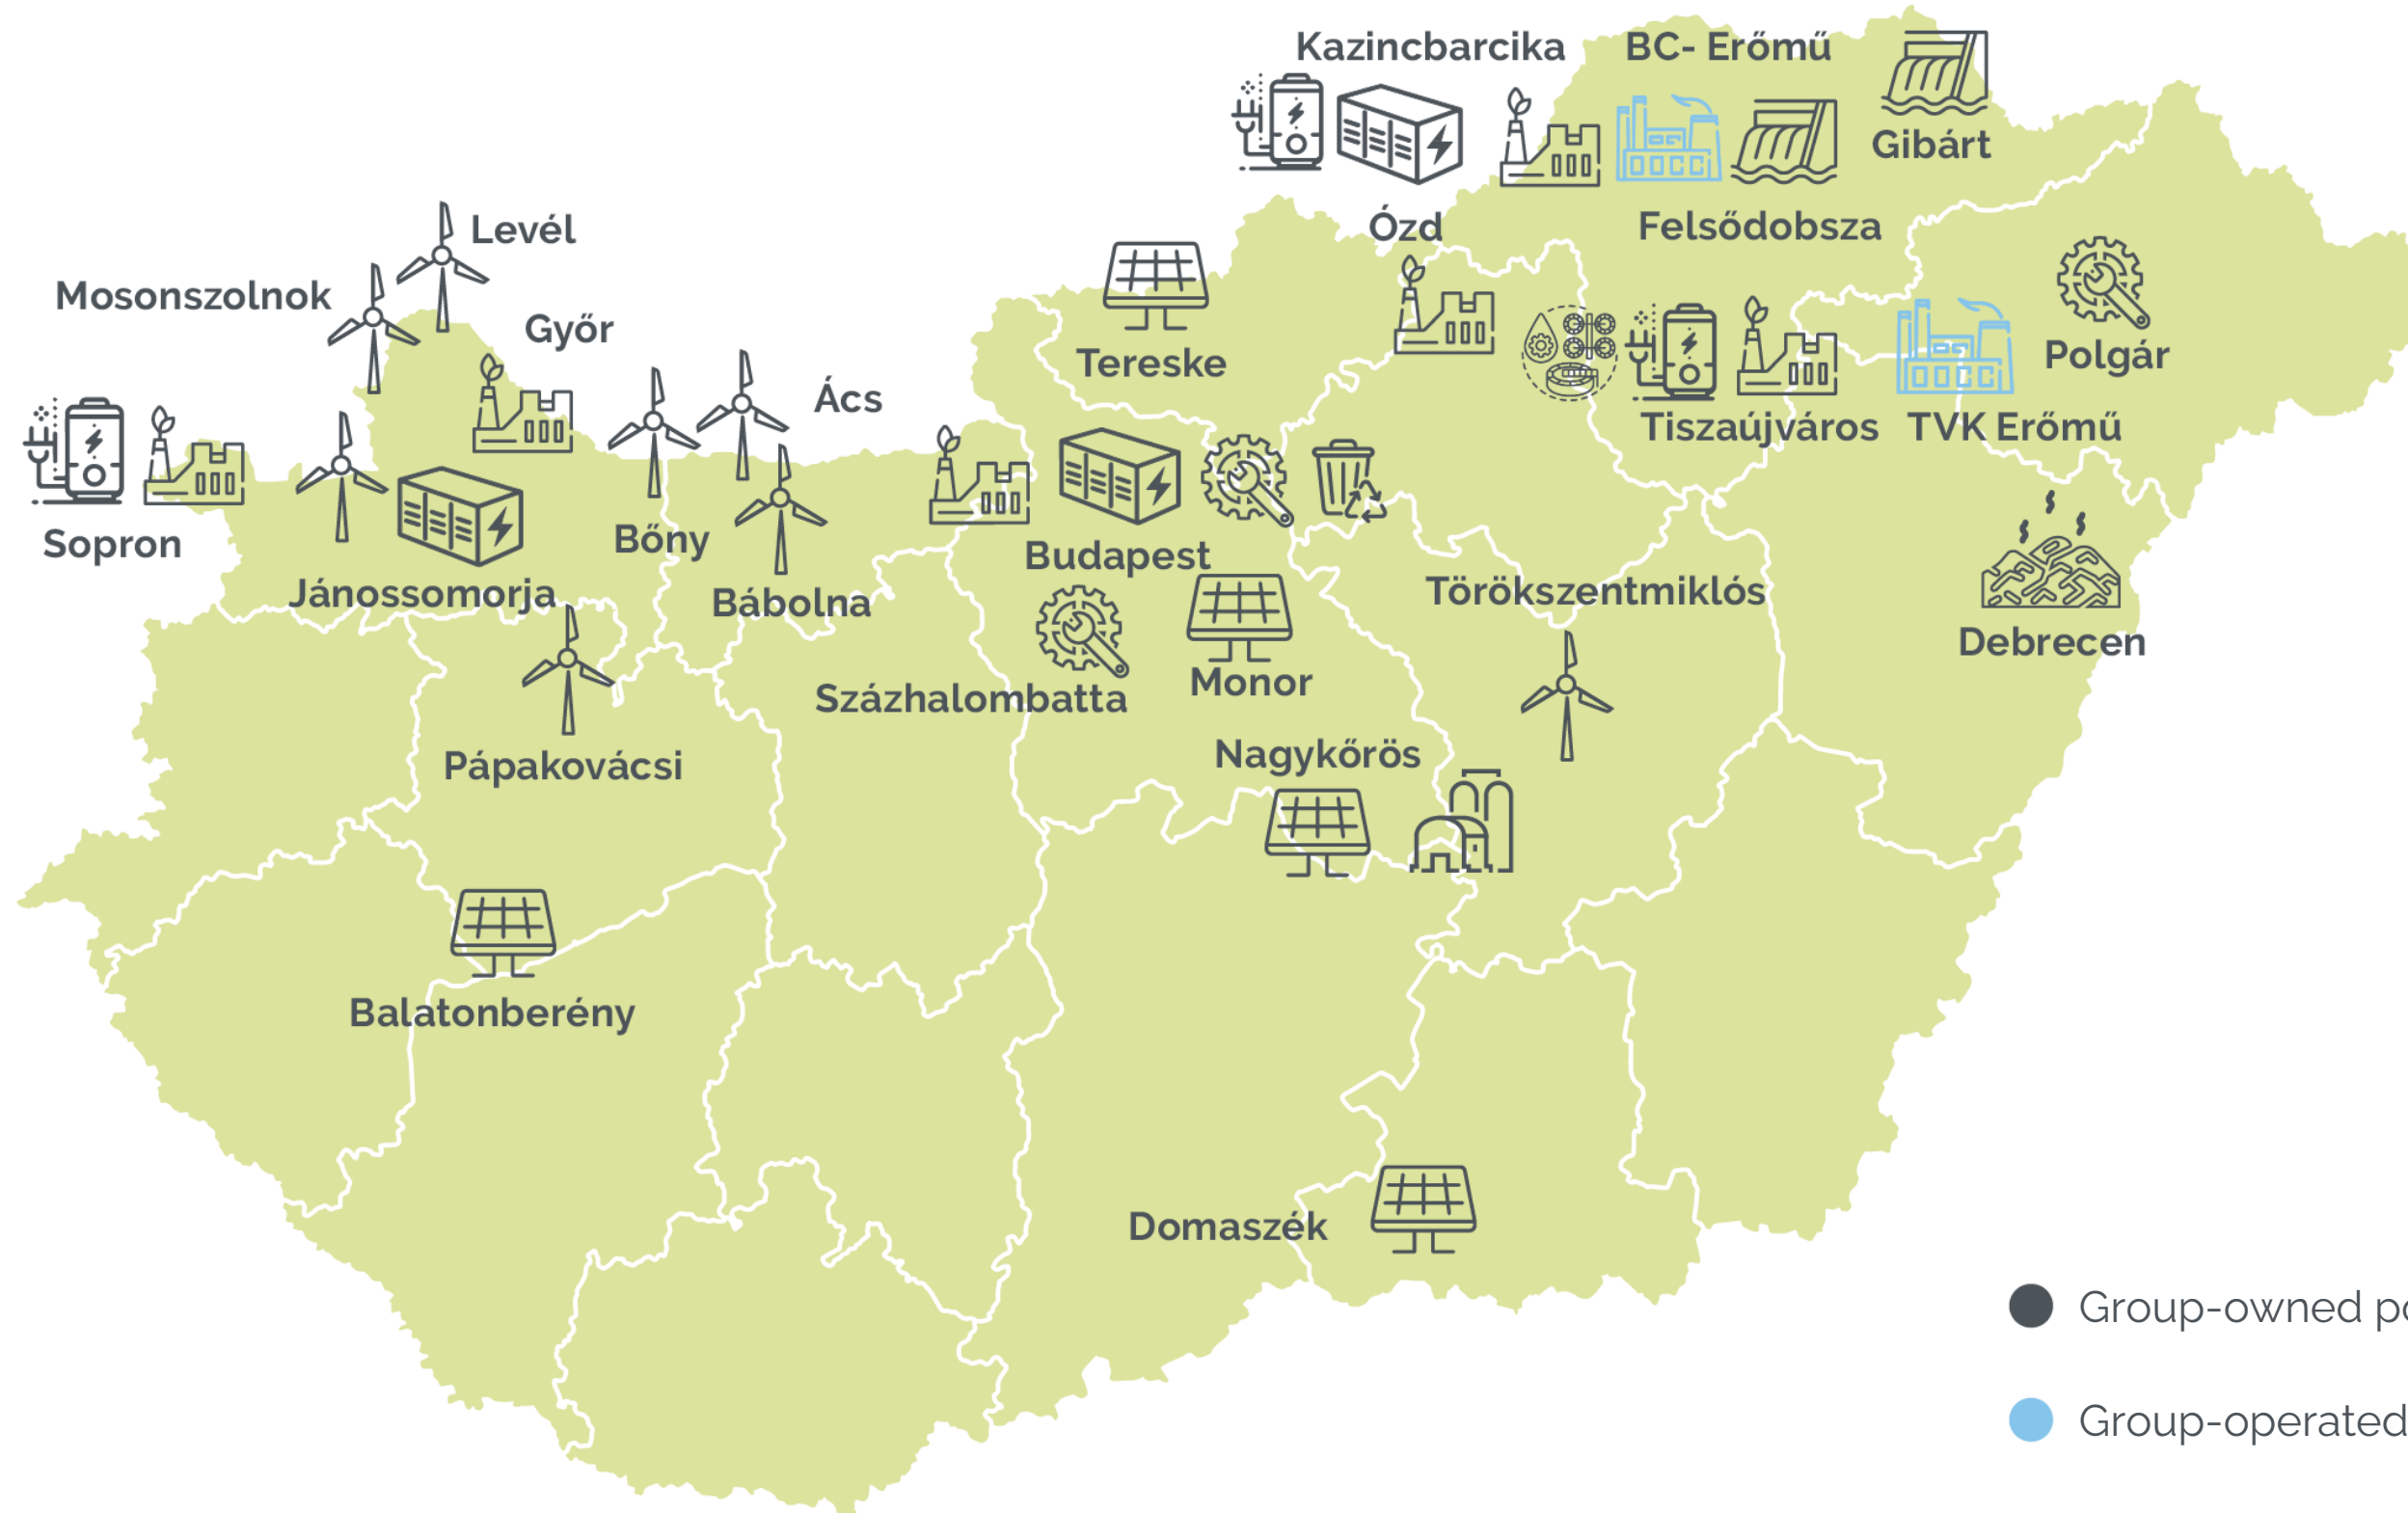 Kazincbarcika
BC- Erőmű
Gibárt
Levél
Ózd
Felsődobsza
Mosonszolnok
Győr
Tereske
Polgár
Ács
Tiszaújváros
TVK Erőmű
Sopron
Bőny
Budapest
Jánossomorja
Bábolna
Törökszentmiklós
Debrecen
Százhalombatta
Monor
Pápakovácsi
Nagykőrös
Balatonberény
Domaszék
Group-owned
Group-operated